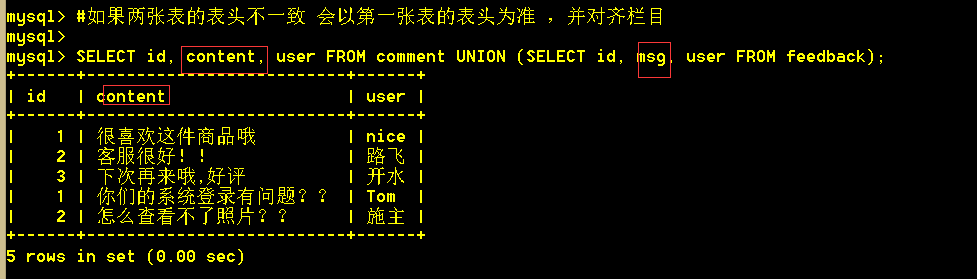 mysql> #如果两张表的表头不一致 会以第一张表的表头为准 ，并对齐栏目
mysql>
mysql> SELECT id, content, user FROM comment UNION (SELECT id, msg, user FROM feedback);
+------+-----------------------------+------+
| id   | content                     | user |
+------+-----------------------------+------+
|    1 | 很喜欢这件商品哦            | nice |
|    2 | 客服很好！！                | 路飞 |
|    3 | 下次再来哦,好评             | 开水 |
|    1 | 你们的系统登录有问题？？    | Tom  |
|    2 | 怎么查看不了照片？？        | 施主 |
+------+-----------------------------+------+
5 rows in set (0.00 sec)